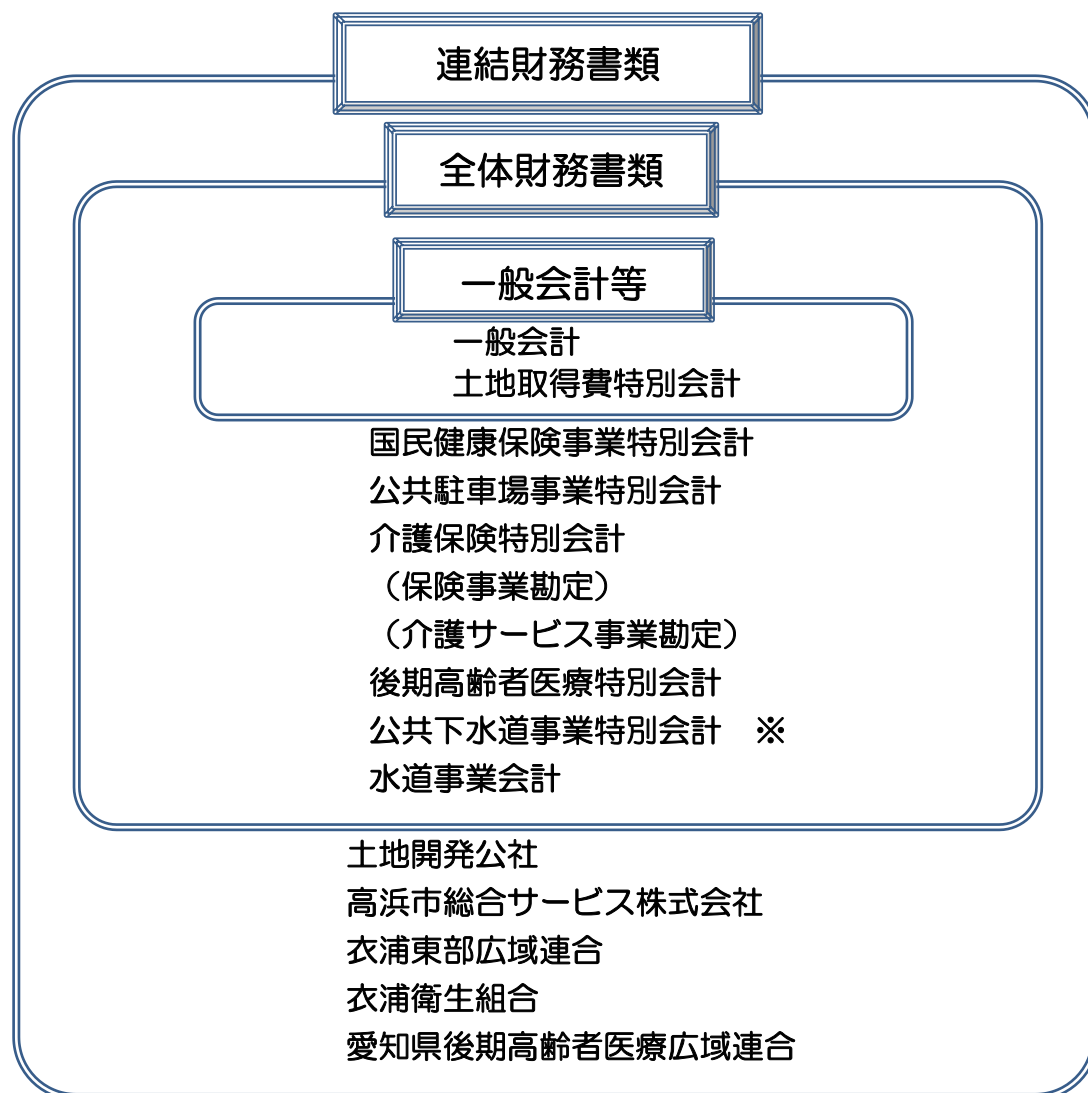 連結財務書類
全体財務書類
一般会計等
一般会計
土地取得費特別会計
国民健康保険事業特別会計
公共駐車場事業特別会計
介護保険特別会計
（保険事業勘定）
（介護サービス事業勘定）
後期高齢者医療特別会計
公共下水道事業特別会計　※
水道事業会計
土地開発公社
高浜市総合サービス株式会社
衣浦東部広域連合
衣浦衛生組合
愛知県後期高齢者医療広域連合